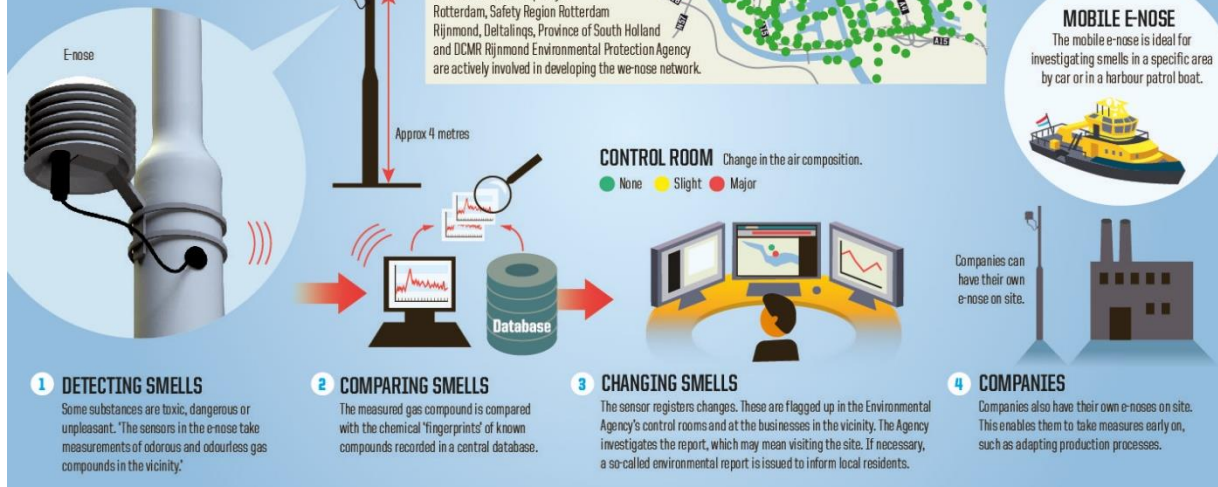 Rotterdam, Safety Region Rotterdam
Rijnmond, Deltalinqs, Province of South Holland
and DCMR Rijnmond Environmental Protection Agency
are actively involved in developing the we-nose network.
A15
MOBILE E-NOSE
The mobile e-nose is ideal for
investigating smells in a specific area
by car or in a harbour patrol boat.
E-nose
Approx 4 metres
CONTROL ROOM Change in the air composition.
None Slight Major
Database
Companies can
have their own
e-nose on site.
1 DETECTING SMELLS
Some substances are toxic, dangerous or
unpleasant. 'The sensors in the e-nose take
measurements of odorous and odourless gas
compounds in the vicinity.'
2 COMPARING SMELLS
The measured gas compound is compared
with the chemical 'fingerprints' of known
compounds recorded in a central database.
3 CHANGING SMELLS
The sensor registers changes. These are flagged up in the Environmental
Agency's control rooms and at the businesses in the vicinity. The Agency
investigates the report, which may mean visiting the site. If necessary,
a so-called environmental report is issued to inform local residents.
4 COMPANIES
Companies also have their own e-noses on site.
This enables them to take measures early on,
such as adapting production processes.